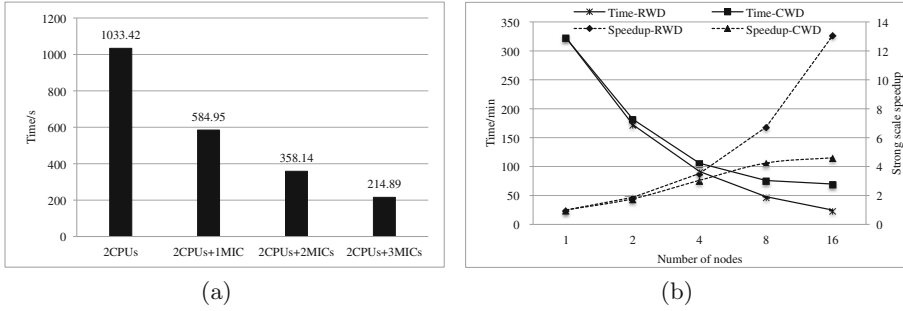 1200
1000
800
600
400
200
0
Time/s
1033.42
584.95
358.14
214.89
2CPUs 2CPUs+1MIC 2CPUs+2MICs 2CPUs+3MICs
(a)
Time-RWD Time-CWD
Speedup-RWD Speedup-CWD
350
300
250
200
150
100
50
0
Time/min
14
12
10
8
6
4
2
0
Strong scale speedup
1 2 4 8 16
Number of nodes
(b)